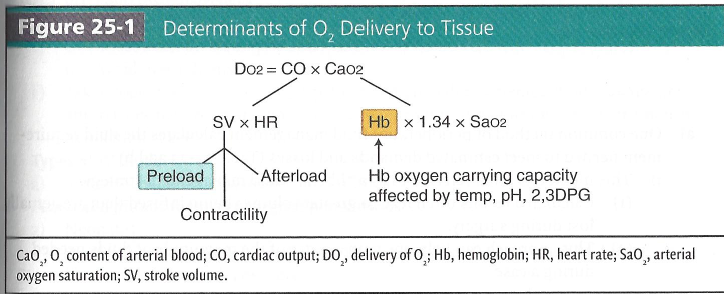 Figure 25-1 Determinants of O₂ Delivery to Tissue
DO2 = CO × CaO2
SV × HR
Hb × 1.34 × SaO2
Preload
Afterload
Contractility
Hb oxygen carrying capacity
affected by temp, pH, 2,3DPG
CaO₂, O₂ content of arterial blood; CO, cardiac output; DO₂, delivery of O₂; Hb, hemoglobin; HR, heart rate; SaO₂, arterial
oxygen saturation; SV, stroke volume.